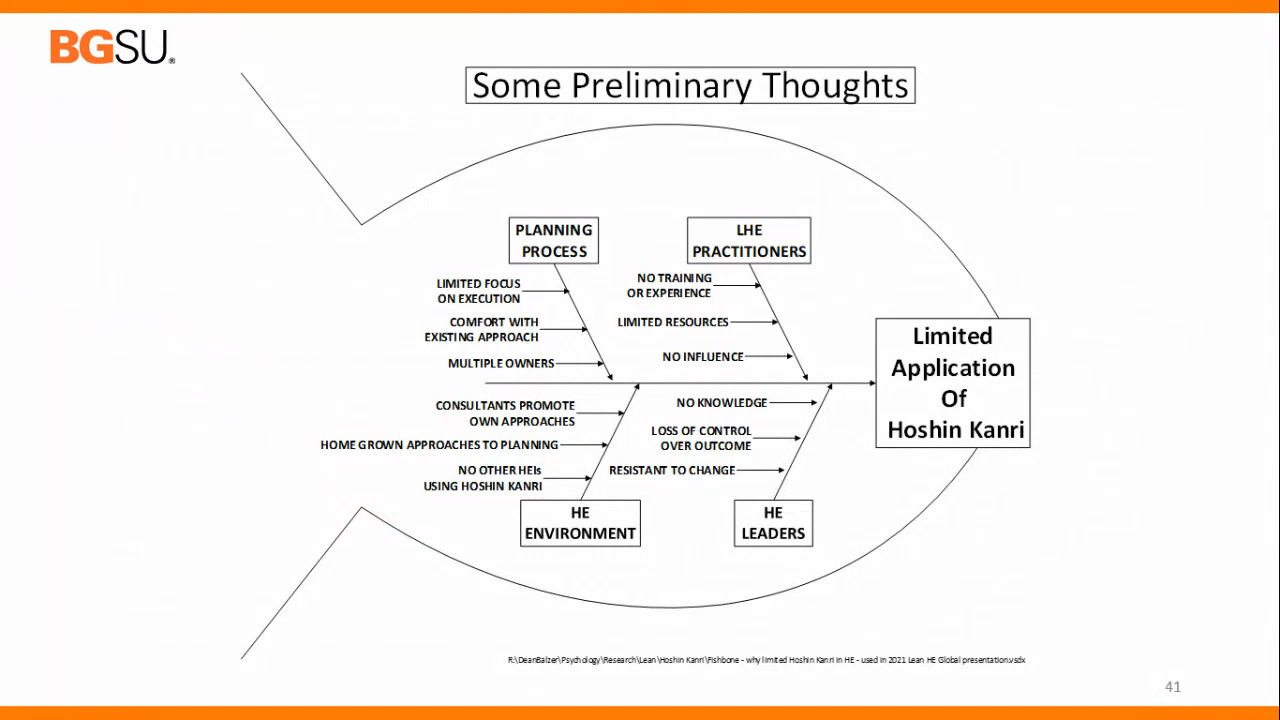 BGSU®
Some Preliminary Thoughts
PLANNING
PROCESS
LHE
PRACTITIONERS
LIMITED FOCUS
ON EXECUTION
COMFORT WITH
EXISTING APPROACH
MULTIPLE OWNERS
NO TRAINING
OR EXPERIENCE
LIMITED RESOURCES
NO INFLUENCE
Limited
Application
Of
Hoshin Kanri
CONSULTANTS PROMOTE
OWN APPROACHES
HOME GROWN APPROACHES TO PLANNING
NO OTHER HEIs
USING HOSHIN KANRI
NO KNOWLEDGE
LOSS OF CONTROL
OVER OUTCOME
RESISTANT TO CHANGE
HE
ENVIRONMENT
HE
LEADERS
R:\DeanBalzer\Psychology\Research\Lean\Hoshin Kanri\Fishbone - why limited Hoshin Kanri in HE - used in 2021 Lean HE Global presentation.vsdx
41